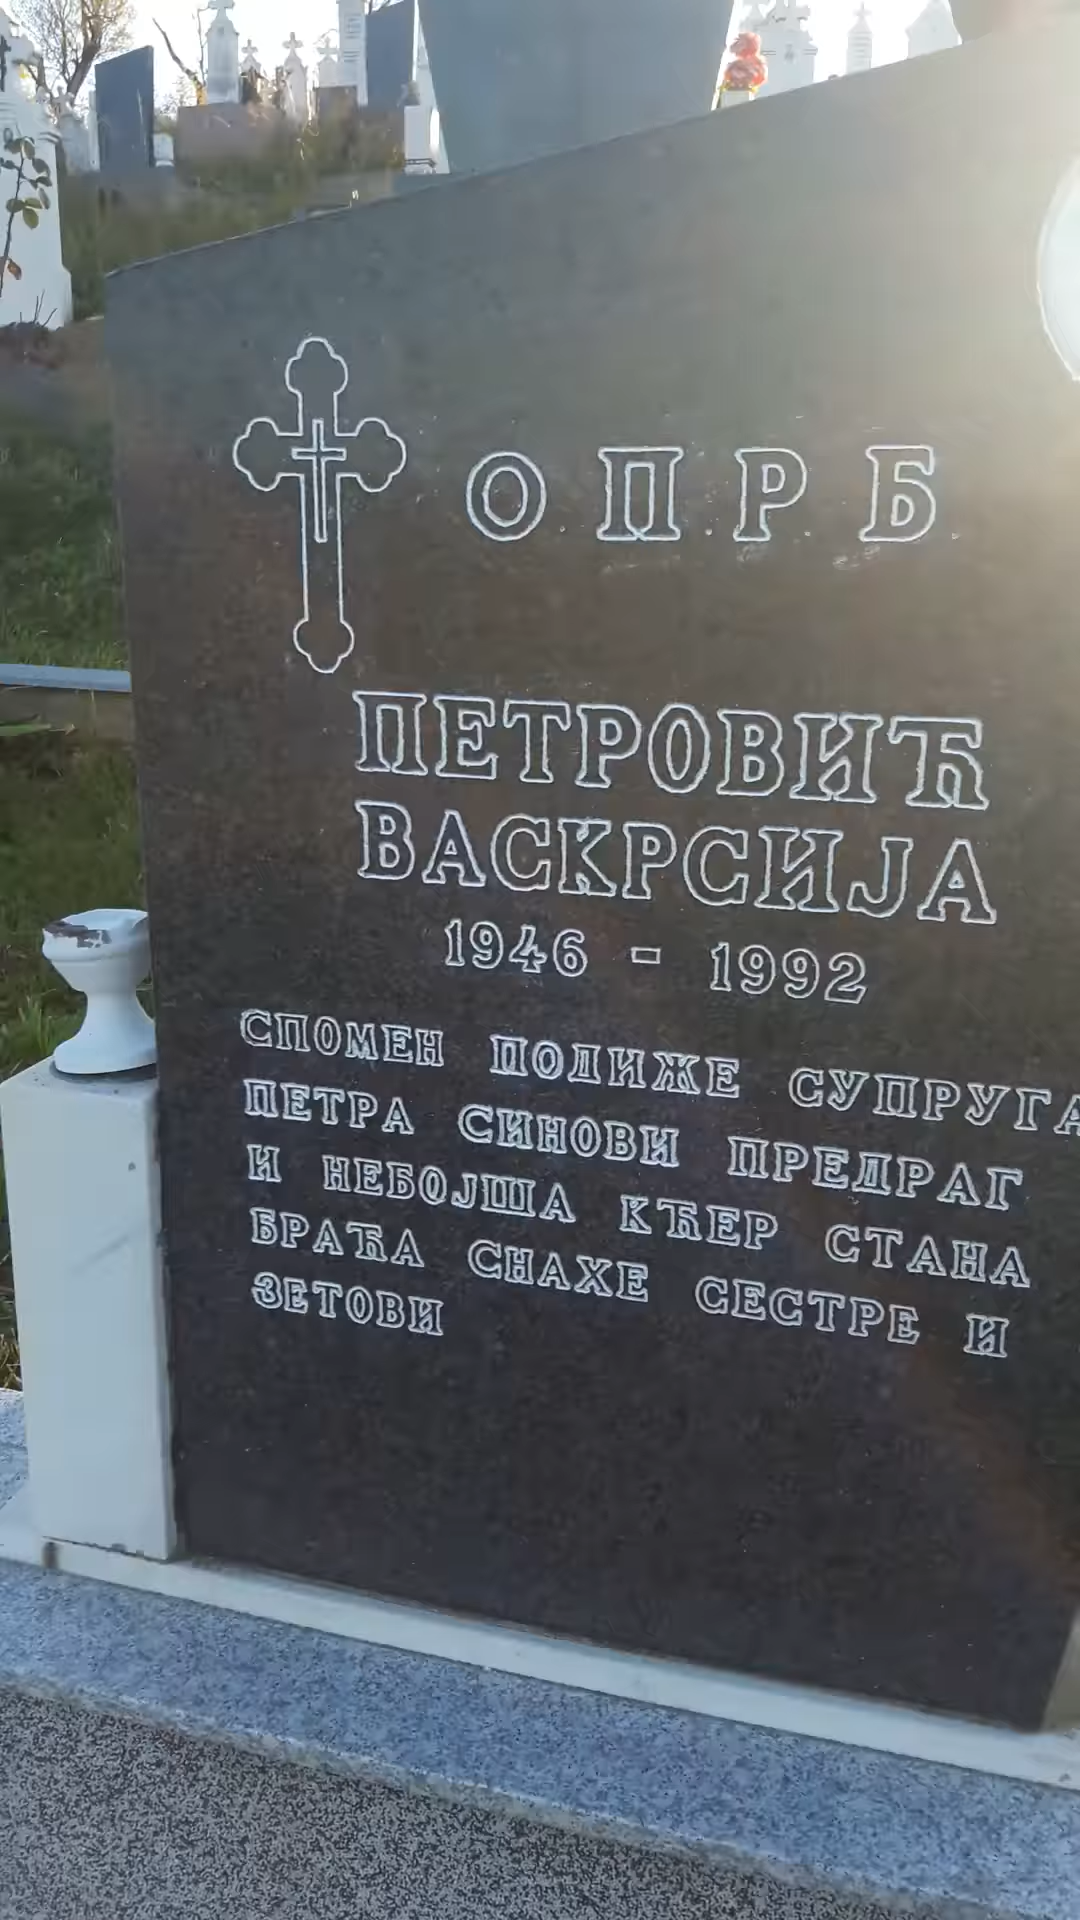 О П Р Б
ПЕТРОВИЋ
ВАСКРСИЈА
1946 - 1992
СПОМЕН ПОДИЖЕ СУПРУГА
ПЕТРА СИНОВИ ПРЕДРАГ
И НЕБОЈША КЋЕР СТАНА
БРАЋА СНАХЕ СЕСТРЕ И
ЗЕТОВИ